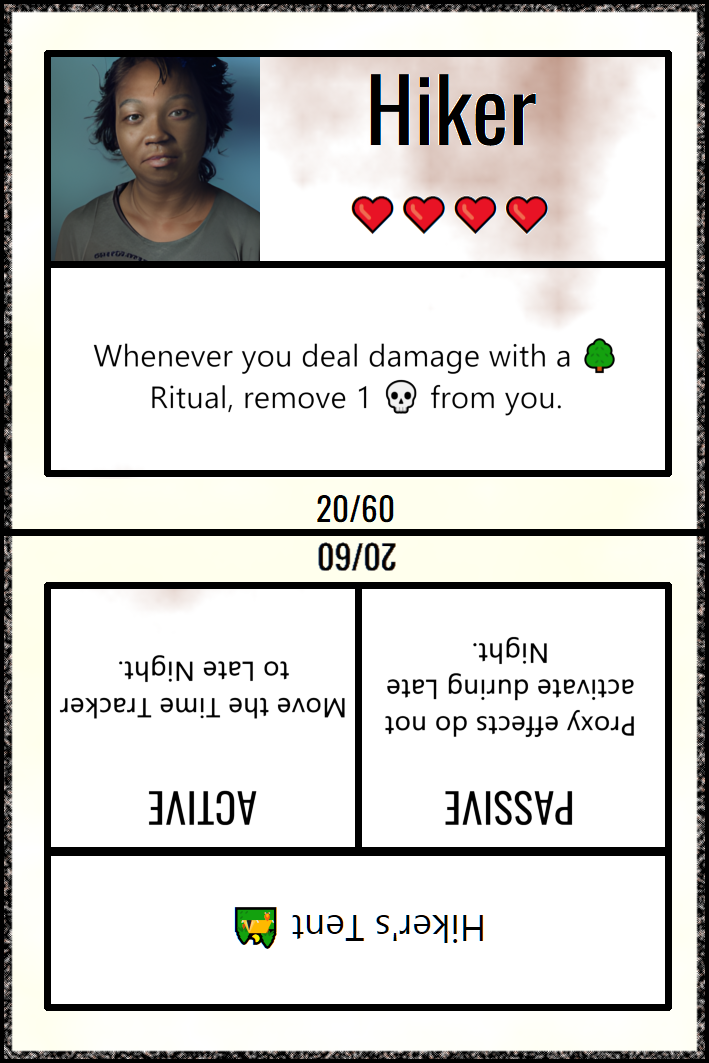 Hiker
Whenever you deal damage with a 🌳
Ritual, remove 1 💀 from you.
20/60
20/60
Hiker's Tent
PASSIVE
Proxy effects do not
activate during Late
Night.
ACTIVE
Move the Time Tracker
to Late Night.